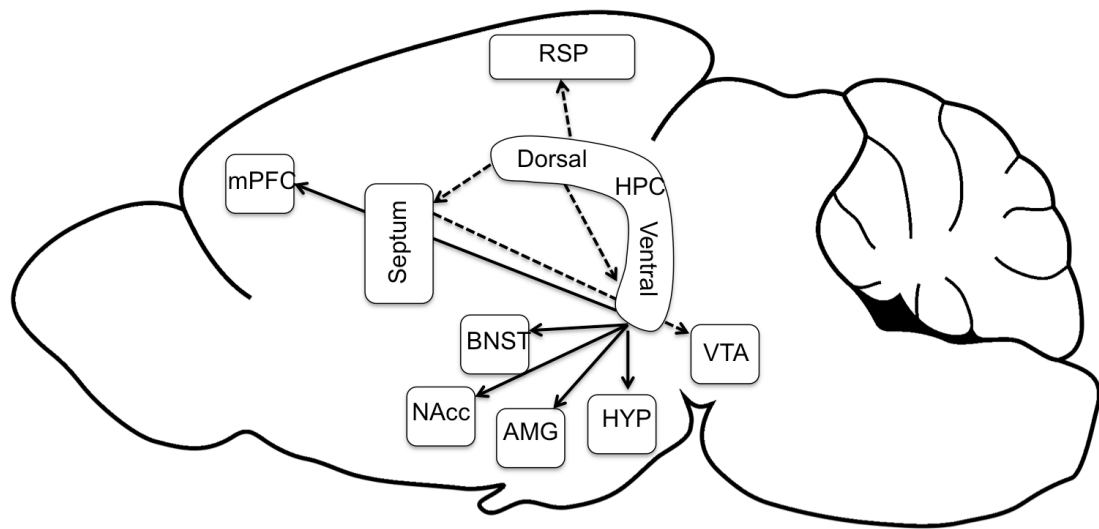 RSP
Dorsal
HPC
mPFC
Septum
Ventral
BNST
VTA
NAcc
AMG
HYP